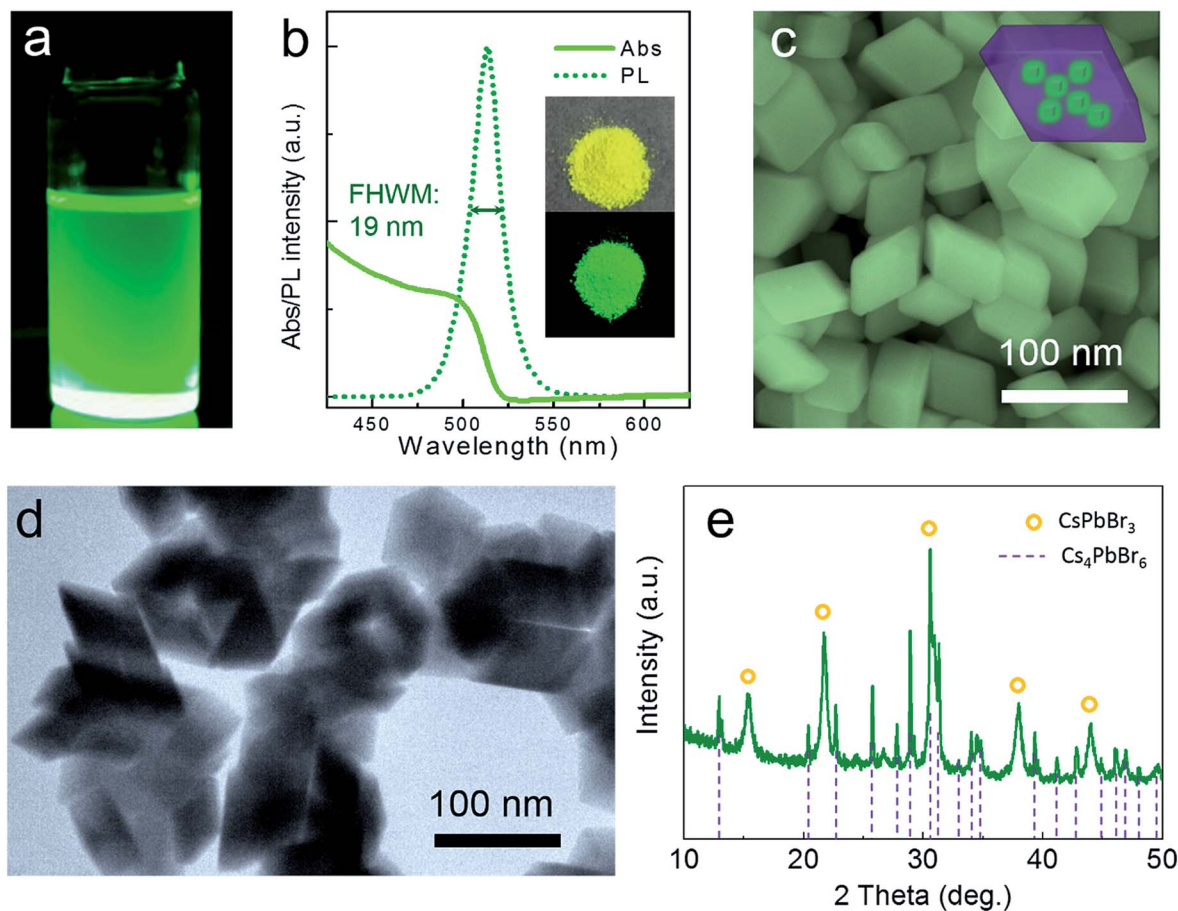 a
b
Abs
PL
FHWM:
19 nm
Abs/PL intensity (a.u.)
450 500 550 600
Wavelength (nm)
c
100 nm
d
100 nm
e
CsPbBr₃
Cs₄PbBr₆
Intensity (a.u.)
10 20 30 40 50
2 Theta (deg.)